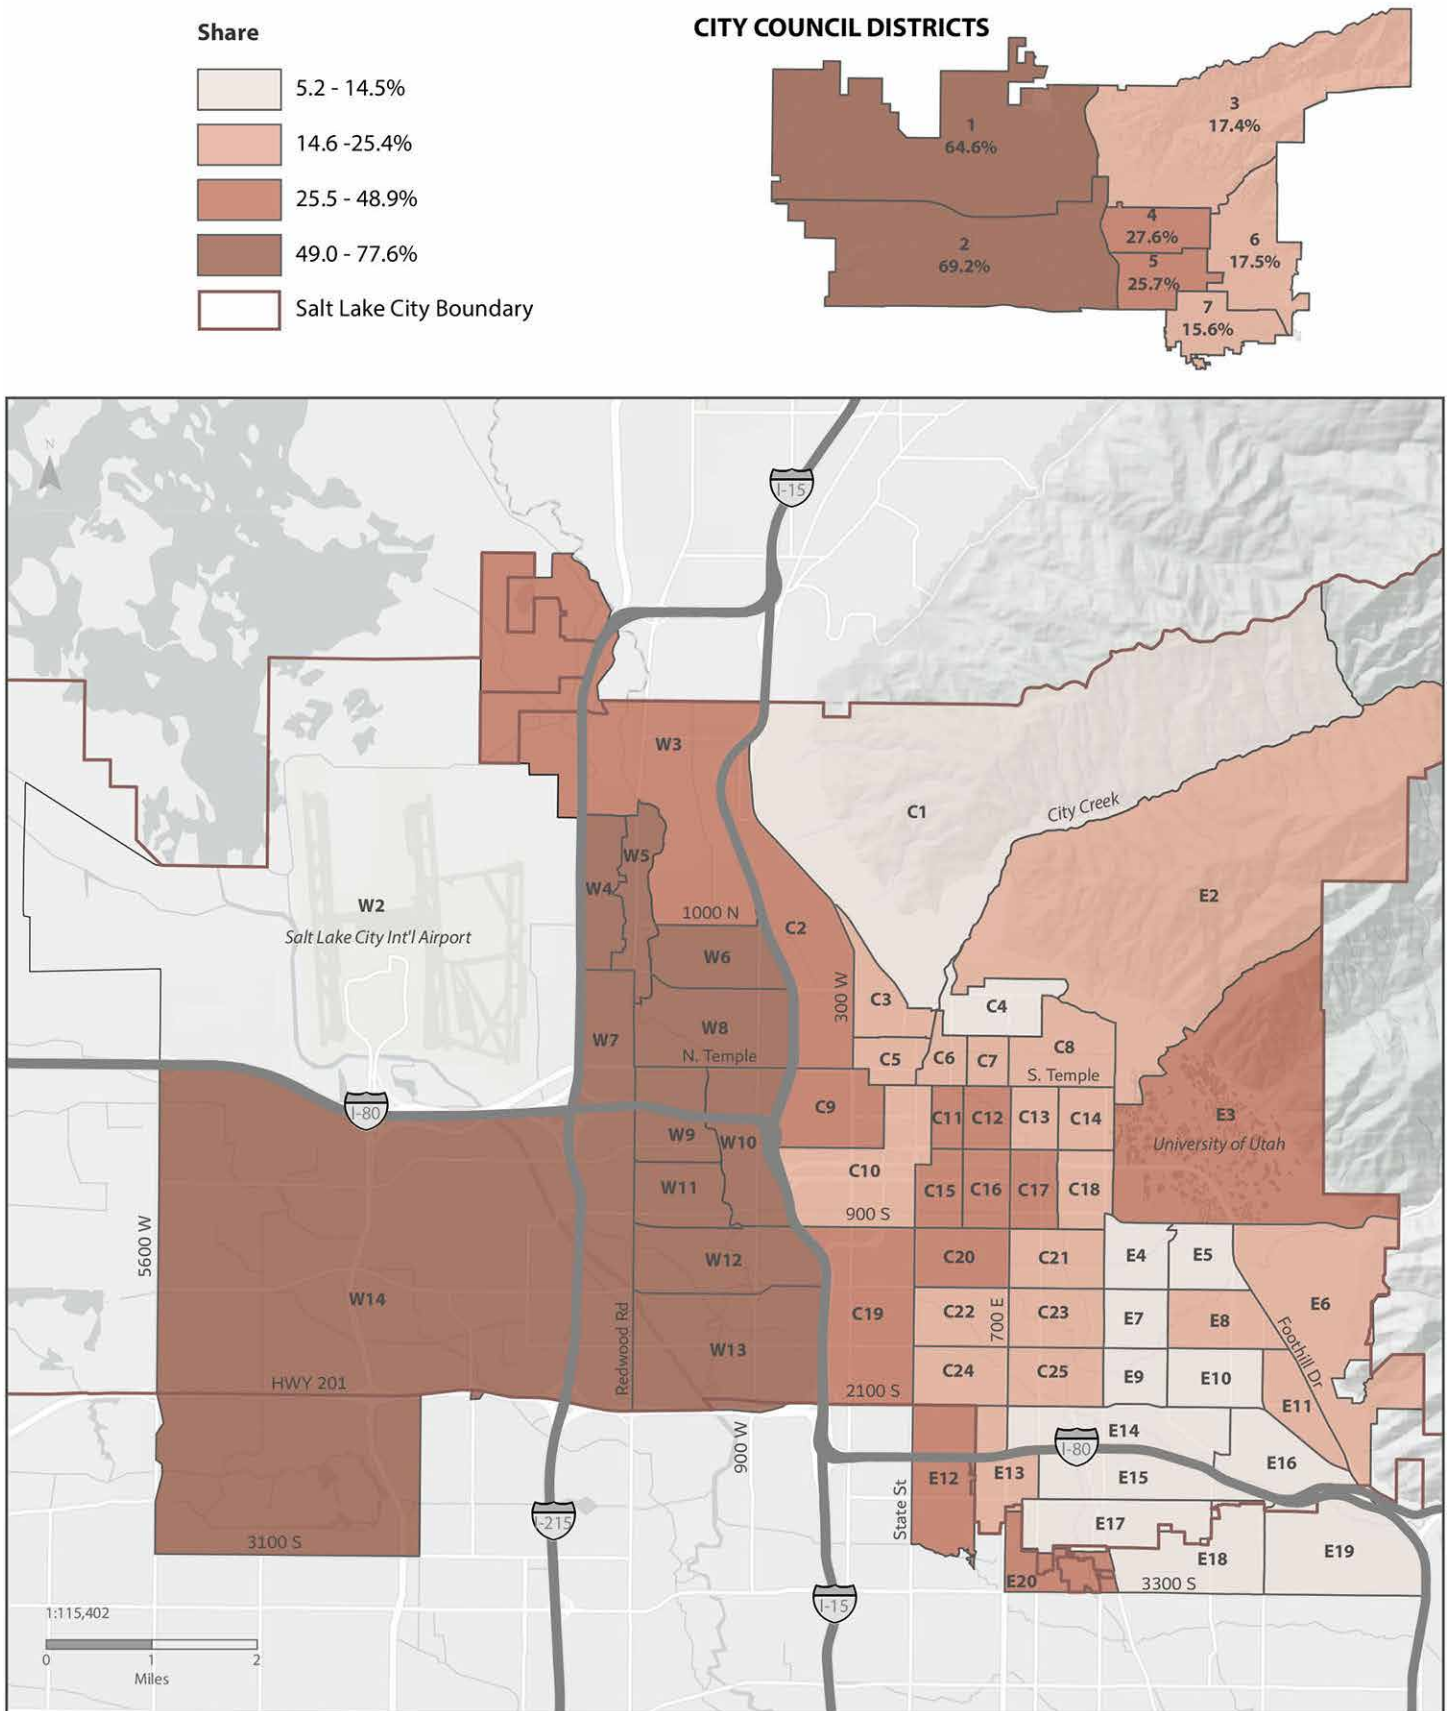 Share
5.2 - 14.5%
14.6 -25.4%
25.5 - 48.9%
49.0 - 77.6%
Salt Lake City Boundary
CITY COUNCIL DISTRICTS
1
64.6%
2
69.2%
3
17.4%
4
27.6%
5
25.7%
6
17.5%
7
15.6%
N
I-15
W3
C1
City Creek
W5
W4
E2
W2
Salt Lake City Int'l Airport
1000 N
C2
W6
300 W
C3
C4
W7
W8
N. Temple
C5
C6
C7
C8
S. Temple
I-80
C9
C11
C12
C13
C14
E3
University of Utah
W9
W10
C10
W11
C15
C16
C17
C18
900 S
5600 W
W12
C20
C21
E4
E5
W14
C19
C22
700 E
C23
E7
E8
E6
Redwood Rd
W13
Foothill Dr
HWY 201
2100 S
C24
C25
E9
E10
E11
900 W
E14
I-80
E12
E13
E15
E16
State St
I-215
E17
3100 S
E18
E19
E20
3300 S
I-15
1:115,402
0
1
2
Miles